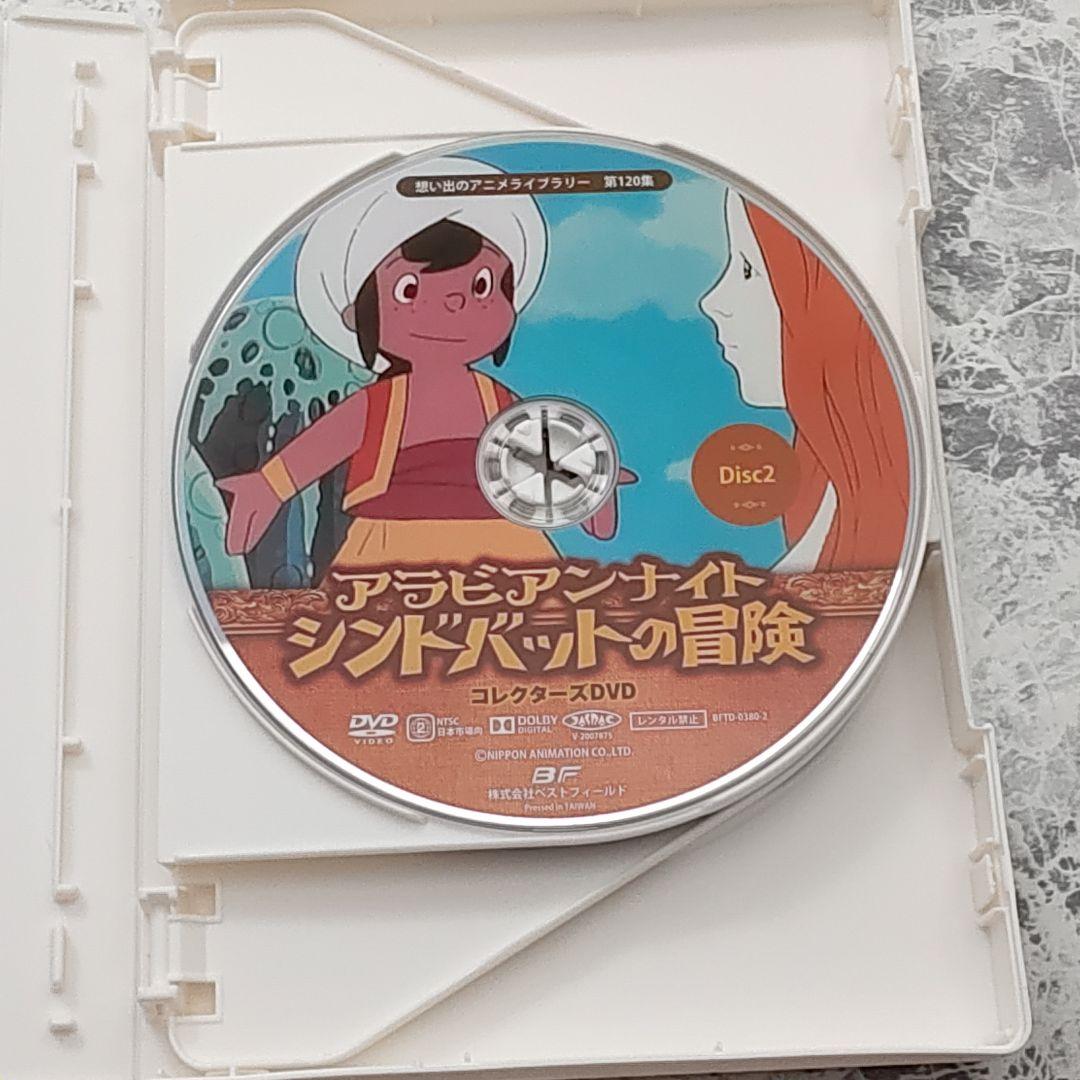 想い出のアニメライブラリー 第120集
Disc2
アラビアンナイト
シンドバットの冒険
コレクターズDVD
DVD VIDEO
2 NTSC 日本市場向
DOLBY DIGITAL
JASRAC V-2007875
レンタル禁止
BFTD-0380-2
©NIPPON ANIMATION CO.,LTD.
BF
株式会社ベストフィールド
Pressed in TAIWAN